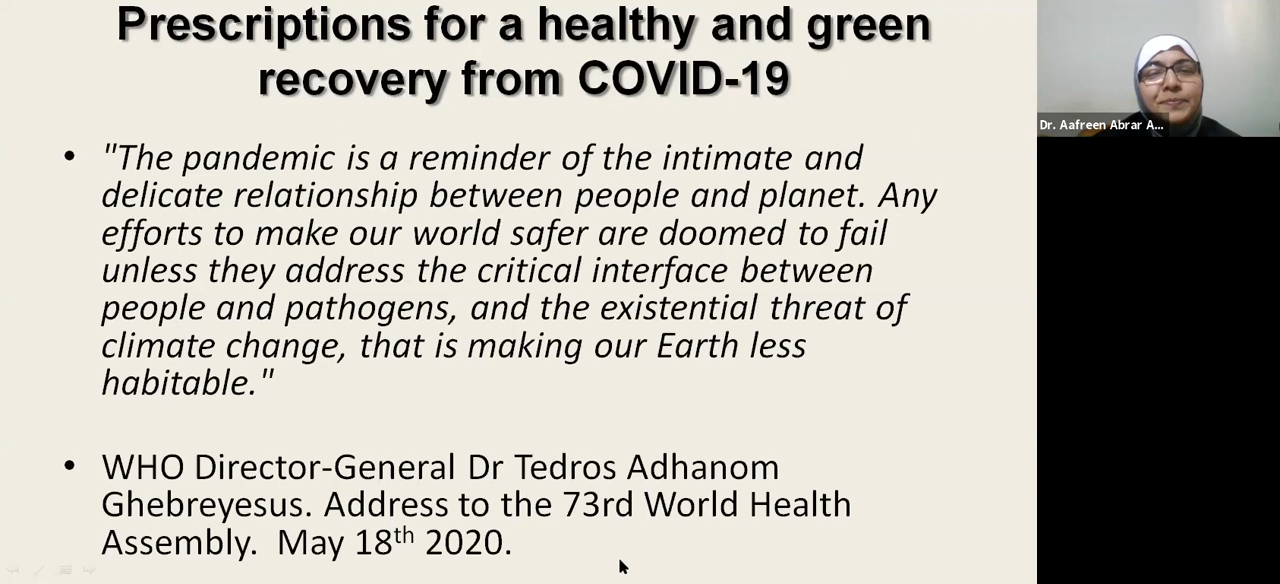 Prescriptions for a healthy and green
recovery from COVID-19
• "The pandemic is a reminder of the intimate and
delicate relationship between people and planet. Any
efforts to make our world safer are doomed to fail
unless they address the critical interface between
people and pathogens, and the existential threat of
climate change, that is making our Earth less
habitable."
• WHO Director-General Dr Tedros Adhanom
Ghebreyesus. Address to the 73rd World Health
Assembly.  May 18th 2020.
Dr. Aafreen Abrar A...